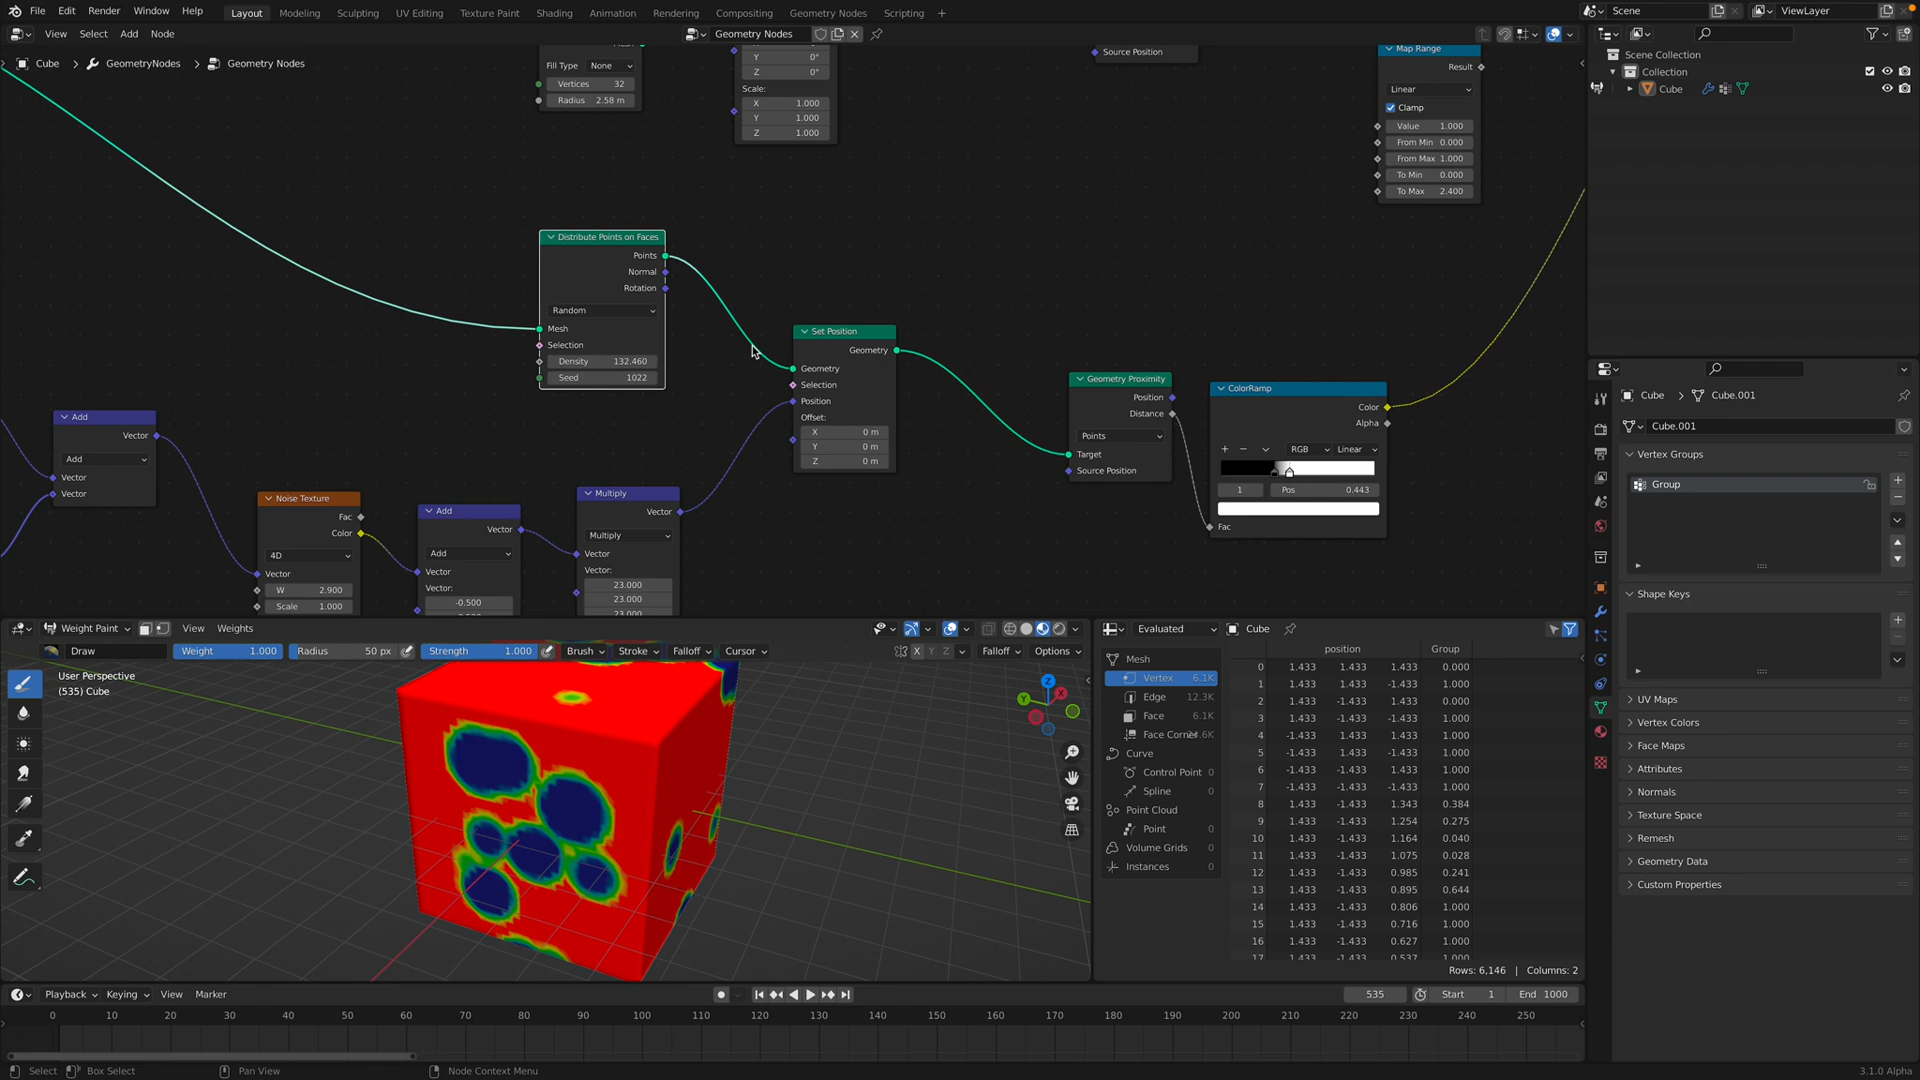 File Edit Render Window Help Layout Modeling Sculpting UV Editing Texture Paint Shading Animation Rendering Compositing Geometry Nodes Scripting + Scene ViewLayer
View Select Add Node Geometry Nodes
Cube > GeometryNodes > Geometry Nodes
Fill Type None
Vertices 32
Radius 2.58 m
Y 0°
Z 0°
Scale:
X 1.000
Y 1.000
Z 1.000
Source Position
Map Range
Result
Linear
Clamp
Value 1.000
From Min 0.000
From Max 1.000
To Min 0.000
To Max 2.400
Distribute Points on Faces
Points
Normal
Rotation
Random
Mesh
Selection
Density 132.460
Seed 1022
Set Position
Geometry
Geometry
Selection
Position
Offset:
X 0 m
Y 0 m
Z 0 m
Geometry Proximity
Position
Distance
Points
Target
Source Position
ColorRamp
Color
Alpha
+ − RGB Linear
1 Pos 0.443
Fac
Add
Vector
Add
Vector
Vector
Noise Texture
Fac
Color
4D
Vector
W 2.900
Scale 1.000
Add
Vector
Add
Vector
Vector:
-0.500
Multiply
Vector
Multiply
Vector
Vector:
23.000
23.000
23.000
Scene Collection
Collection
Cube
Cube > Cube.001
Cube.001
Vertex Groups
Group
Shape Keys
UV Maps
Vertex Colors
Face Maps
Attributes
Normals
Texture Space
Remesh
Geometry Data
Custom Properties
Weight Paint View Weights
Draw Weight 1.000 Radius 50 px Strength 1.000 Brush Stroke Falloff Cursor X Y Z Falloff Options
User Perspective
(535) Cube
Z
X
Y
Evaluated Cube
Mesh
Vertex 6.1K
Edge 12.3K
Face 6.1K
Face Corner
Curve
Control Point 0
Spline 0
Point Cloud
Point 0
Volume Grids 0
Instances 0
position Group
0 1.433 1.433 1.433 0.000
1 1.433 1.433 -1.433 0.000
2 1.433 -1.433 1.433 0.000
3 1.433 -1.433 -1.433 1.000
4 -1.433 1.433 1.433 1.000
5 -1.433 1.433 -1.433 1.000
6 -1.433 -1.433 1.433 1.000
7 -1.433 -1.433 -1.433 1.000
8 1.433 -1.433 1.343 0.384
9 1.433 -1.433 1.254 0.275
10 1.433 -1.433 1.164 0.040
11 1.433 -1.433 1.075 0.028
12 1.433 -1.433 0.985 0.241
13 1.433 -1.433 0.895 0.644
14 1.433 -1.433 0.806 1.000
15 1.433 -1.433 0.716 1.000
16 1.433 -1.433 0.627 1.000
17 1.433 -1.433 0.537 1.000
Rows: 6,146 | Columns: 2
Playback Keying View Marker 535 Start 1 End 1000
0 10 20 30 40 50 60 70 80 90 100 110 120 130 140 150 160 170 180 190 200 210 220 230 240 250
Select Box Select Pan View Node Context Menu 3.1.0 Alpha